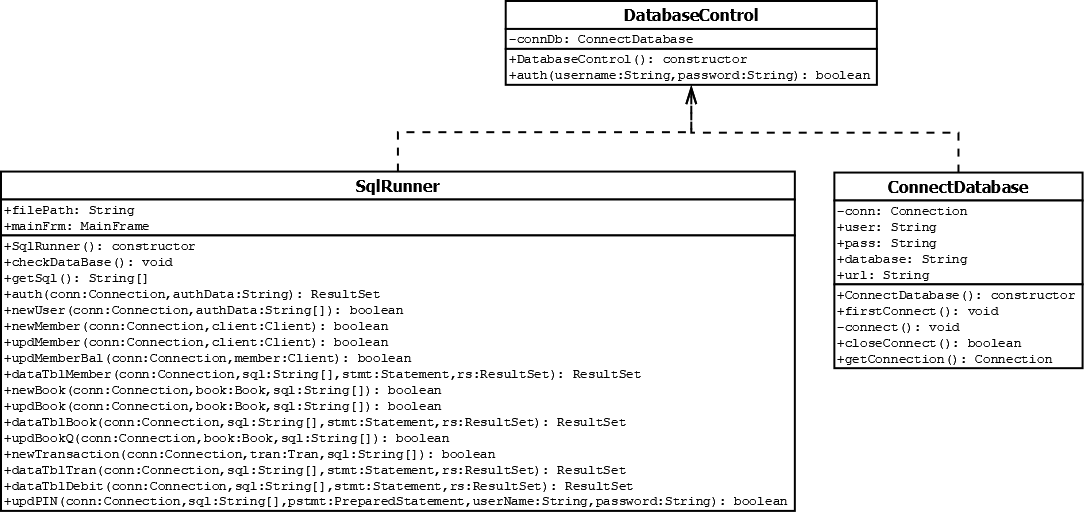 DatabaseControl
-connDb: ConnectDatabase
+DatabaseControl(): constructor
+auth(username:String,password:String): boolean
SqlRunner
+filePath: String
+mainFrm: MainFrame
+SqlRunner(): constructor
+checkDataBase(): void
+getSql(): String[]
+auth(conn:Connection,authData:String): ResultSet
+newUser(conn:Connection,authData:String[]): boolean
+newMember(conn:Connection,client:Client): boolean
+updMember(conn:Connection,client:Client): boolean
+updMemberBal(conn:Connection,member:Client): boolean
+dataTblMember(conn:Connection,sql:String[],stmt:Statement,rs:ResultSet): ResultSet
+newBook(conn:Connection,book:Book,sql:String[]): boolean
+updBook(conn:Connection,book:Book,sql:String[]): boolean
+dataTblBook(conn:Connection,sql:String[],stmt:Statement,rs:ResultSet): ResultSet
+updBookQ(conn:Connection,book:Book,sql:String[]): boolean
+newTransaction(conn:Connection,tran:Tran,sql:String[]): boolean
+dataTblTran(conn:Connection,sql:String[],stmt:Statement,rs:ResultSet): ResultSet
+dataTblDebit(conn:Connection,sql:String[],stmt:Statement,rs:ResultSet): ResultSet
+updPIN(conn:Connection,sql:String[],pstmt:PreparedStatement,userName:String,password:String): boolean
ConnectDatabase
-conn: Connection
+user: String
+pass: String
+database: String
+url: String
+ConnectDatabase(): constructor
+firstConnect(): void
-connect(): void
+closeConnect(): boolean
+getConnection(): Connection